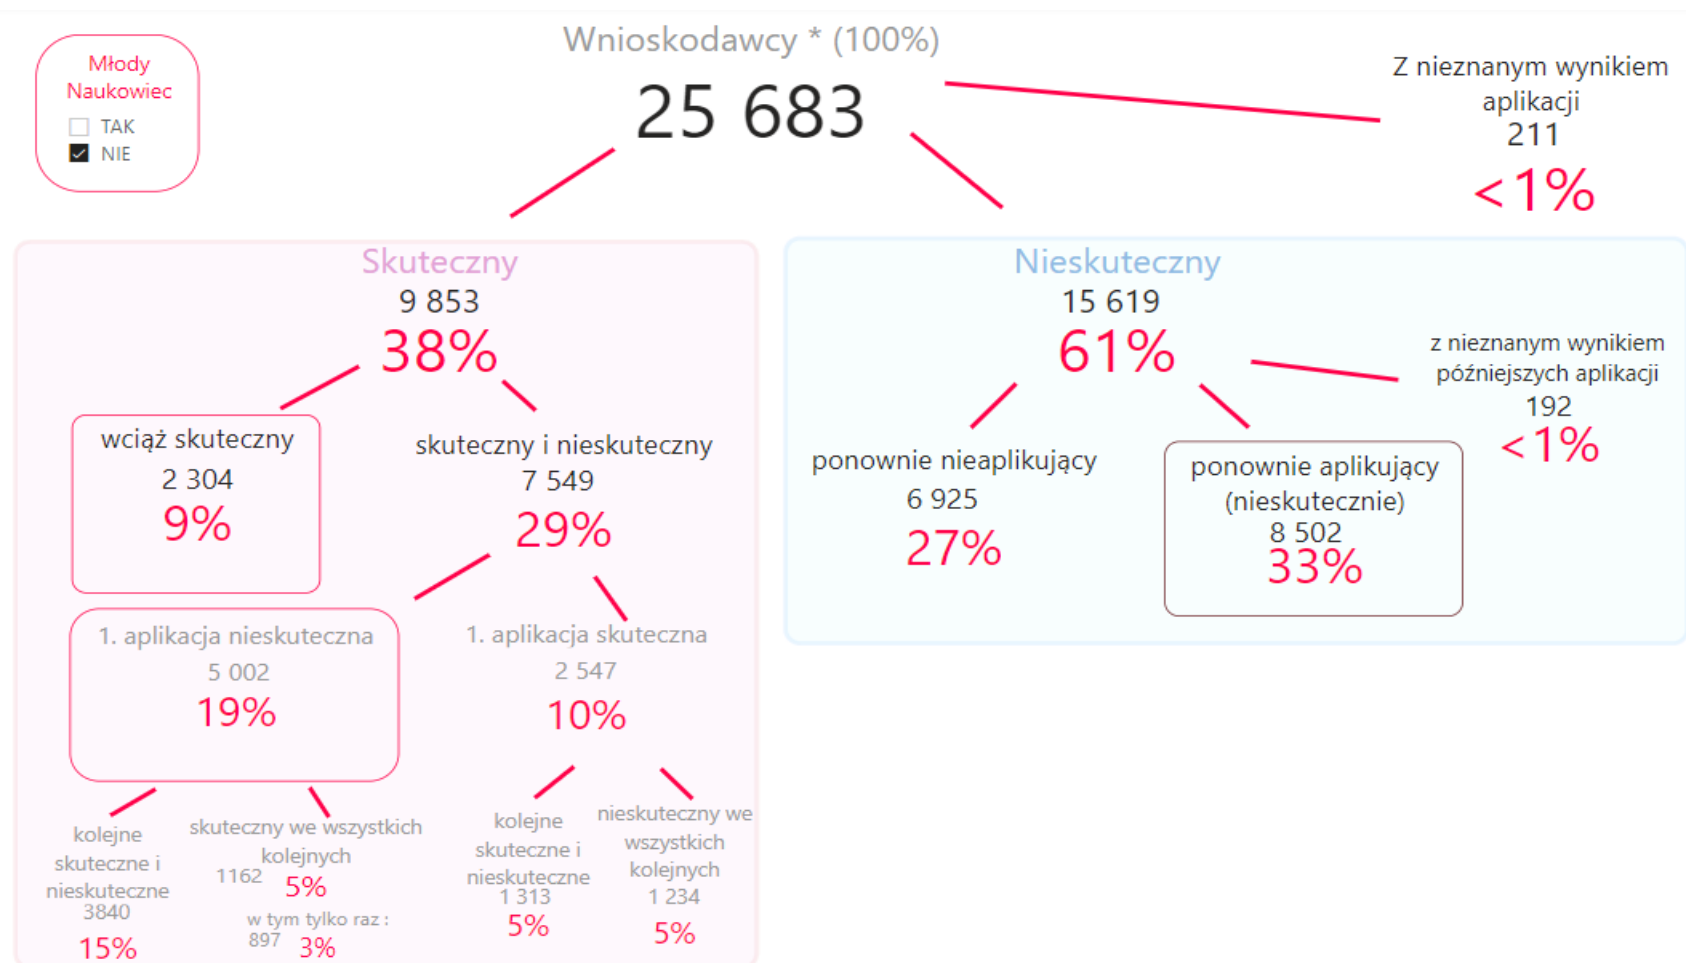 Wnioskodawcy * (100%)
25 683
Młody
Naukowiec
TAK
NIE
Z nieznanym wynikiem
aplikacji
211
<1%
Skuteczny
9 853
38%
wciąż skuteczny
2 304
9%
skuteczny i nieskuteczny
7 549
29%
1. aplikacja nieskuteczna
5 002
19%
1. aplikacja skuteczna
2 547
10%
kolejne
skuteczne i
nieskuteczne
3840
15%
skuteczny we wszystkich
kolejnych
1162 5%
w tym tylko raz :
897 3%
kolejne
skuteczne i
nieskuteczne
1 313
5%
nieskuteczny we
wszystkich
kolejnych
1 234
5%
Nieskuteczny
15 619
61%
z nieznanym wynikiem
późniejszych aplikacji
192
<1%
ponownie nieaplikujący
6 925
27%
ponownie aplikujący
(nieskutecznie)
8 502
33%